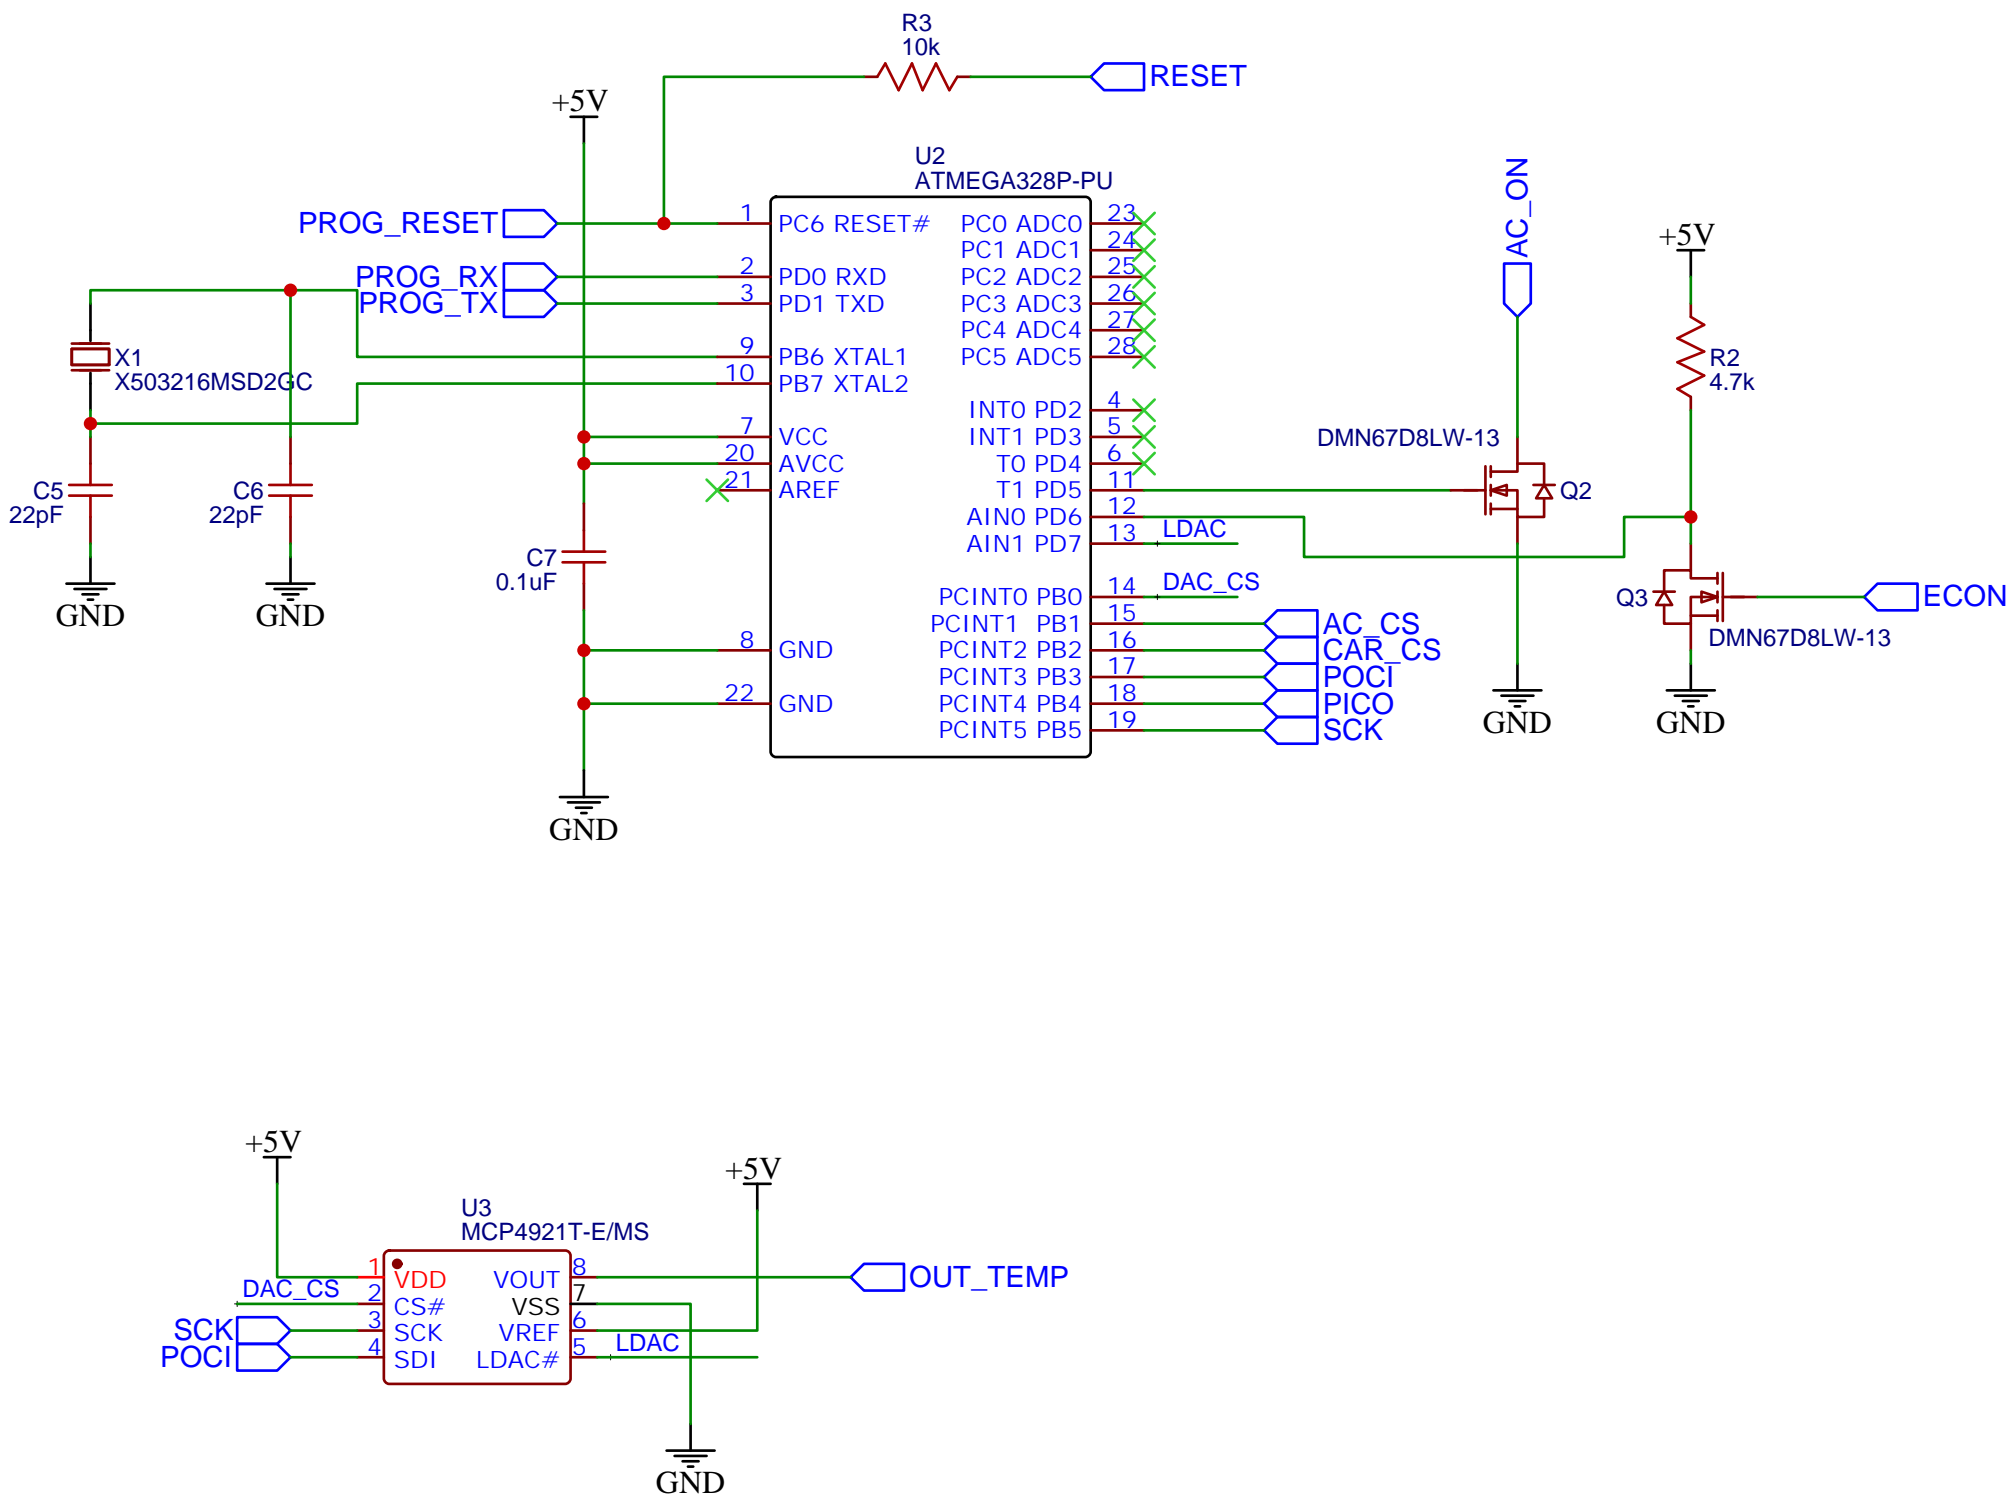 R3
10k
RESET
+5V
U2
ATMEGA328P-PU
AC_ON
PROG_RESET
1
PC6 RESET#
PC0 ADC0
23
PC1 ADC1
24
+5V
PROG_RX
2
PD0 RXD
PC2 ADC2
25
PROG_TX
3
PD1 TXD
PC3 ADC3
26
PC4 ADC4
27
X1
X503216MSD2GC
9
PB6 XTAL1
PC5 ADC5
28
R2
4.7k
10
PB7 XTAL2
INT0 PD2
4
7
VCC
INT1 PD3
5
DMN67D8LW-13
20
AVCC
T0 PD4
6
C5
22pF
C6
22pF
21
AREF
T1 PD5
11
Q2
AIN0 PD6
12
AIN1 PD7
13
LDAC
C7
0.1uF
PCINT0 PB0
14
DAC_CS
Q3
ECON
DMN67D8LW-13
GND
GND
PCINT1 PB1
15
AC_CS
8
GND
PCINT2 PB2
16
CAR_CS
PCINT3 PB3
17
POCI
22
GND
PCINT4 PB4
18
PICO
PCINT5 PB5
19
SCK
GND
GND
GND
+5V
+5V
U3
MCP4921T-E/MS
1
VDD
VOUT
8
OUT_TEMP
DAC_CS
2
CS#
VSS
7
SCK
3
SCK
VREF
6
POCI
4
SDI
LDAC#
5
LDAC
GND